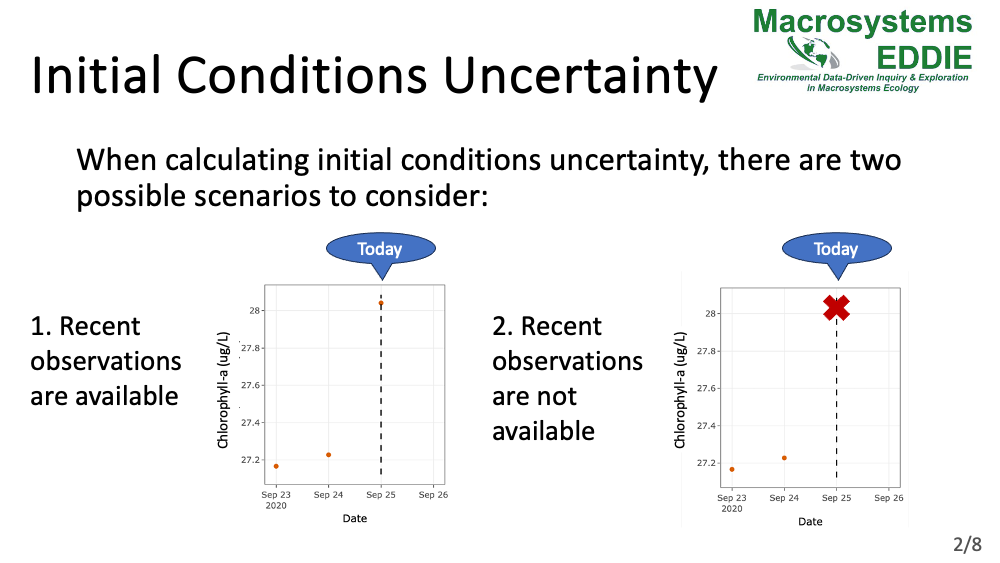 Macrosystems
EDDIE
Environmental Data-Driven Inquiry & Exploration
in Macrosystems Ecology
Initial Conditions Uncertainty
When calculating initial conditions uncertainty, there are two
possible scenarios to consider:
Today
1. Recent
observations
are available
Chlorophyll-a (ug/L)
28
27.8
27.6
27.4
27.2
Sep 23
2020
Sep 24
Sep 25
Sep 26
Date
Today
2. Recent
observations
are not
available
Chlorophyll-a (ug/L)
28
27.8
27.6
27.4
27.2
Sep 23
2020
Sep 24
Sep 25
Sep 26
Date
2/8